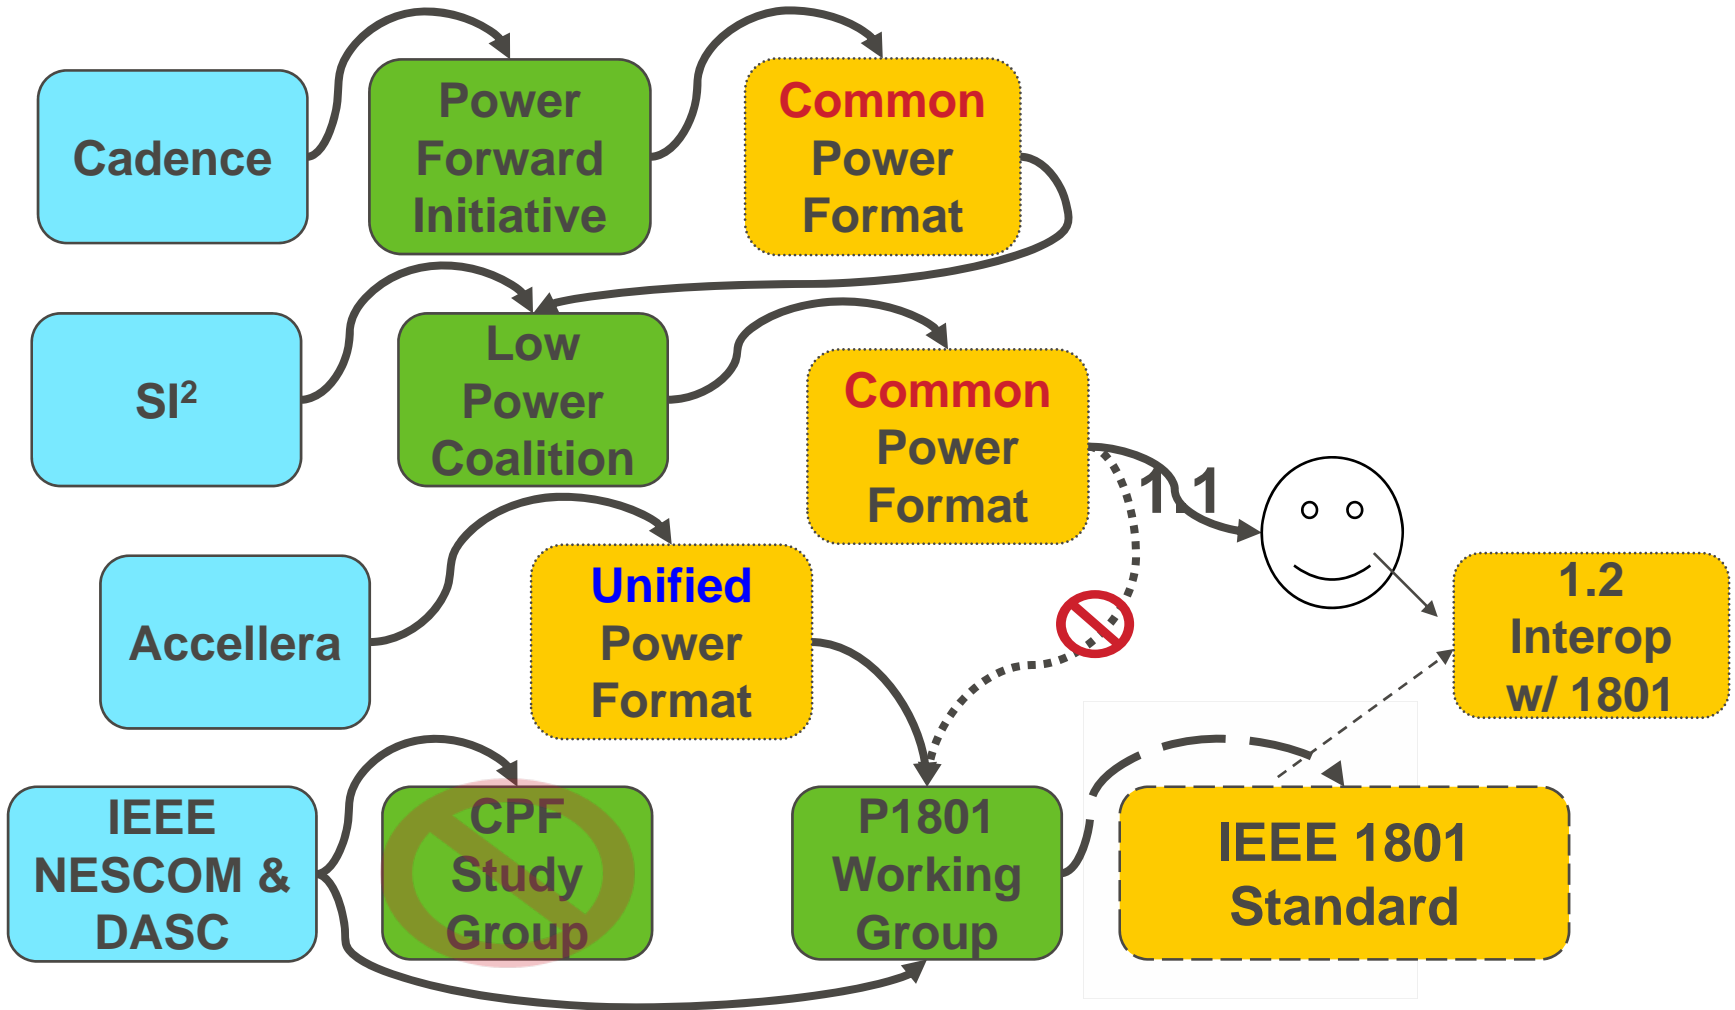 Cadence
Power
Forward
Initiative
Common
Power
Format
SI²
Low
Power
Coalition
Common
Power
Format
1.1
Accellera
Unified
Power
Format
1.2
Interop
w/ 1801
IEEE
NESCOM &
DASC
CPF
Study
Group
P1801
Working
Group
IEEE 1801
Standard